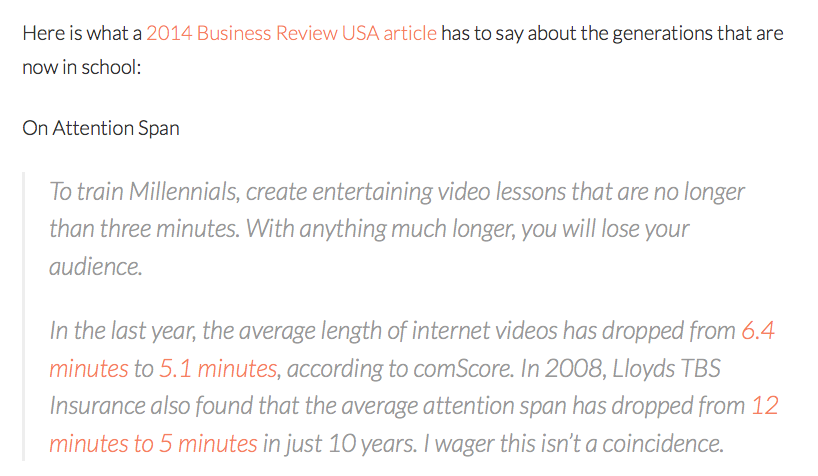 Here is what a 2014 Business Review USA article has to say about the generations that are
now in school:
On Attention Span
To train Millennials, create entertaining video lessons that are no longer
than three minutes. With anything much longer, you will lose your
audience.
In the last year, the average length of internet videos has dropped from 6.4
minutes to 5.1 minutes, according to comScore. In 2008, Lloyds TBS
Insurance also found that the average attention span has dropped from 12
minutes to 5 minutes in just 10 years. I wager this isn’t a coincidence.